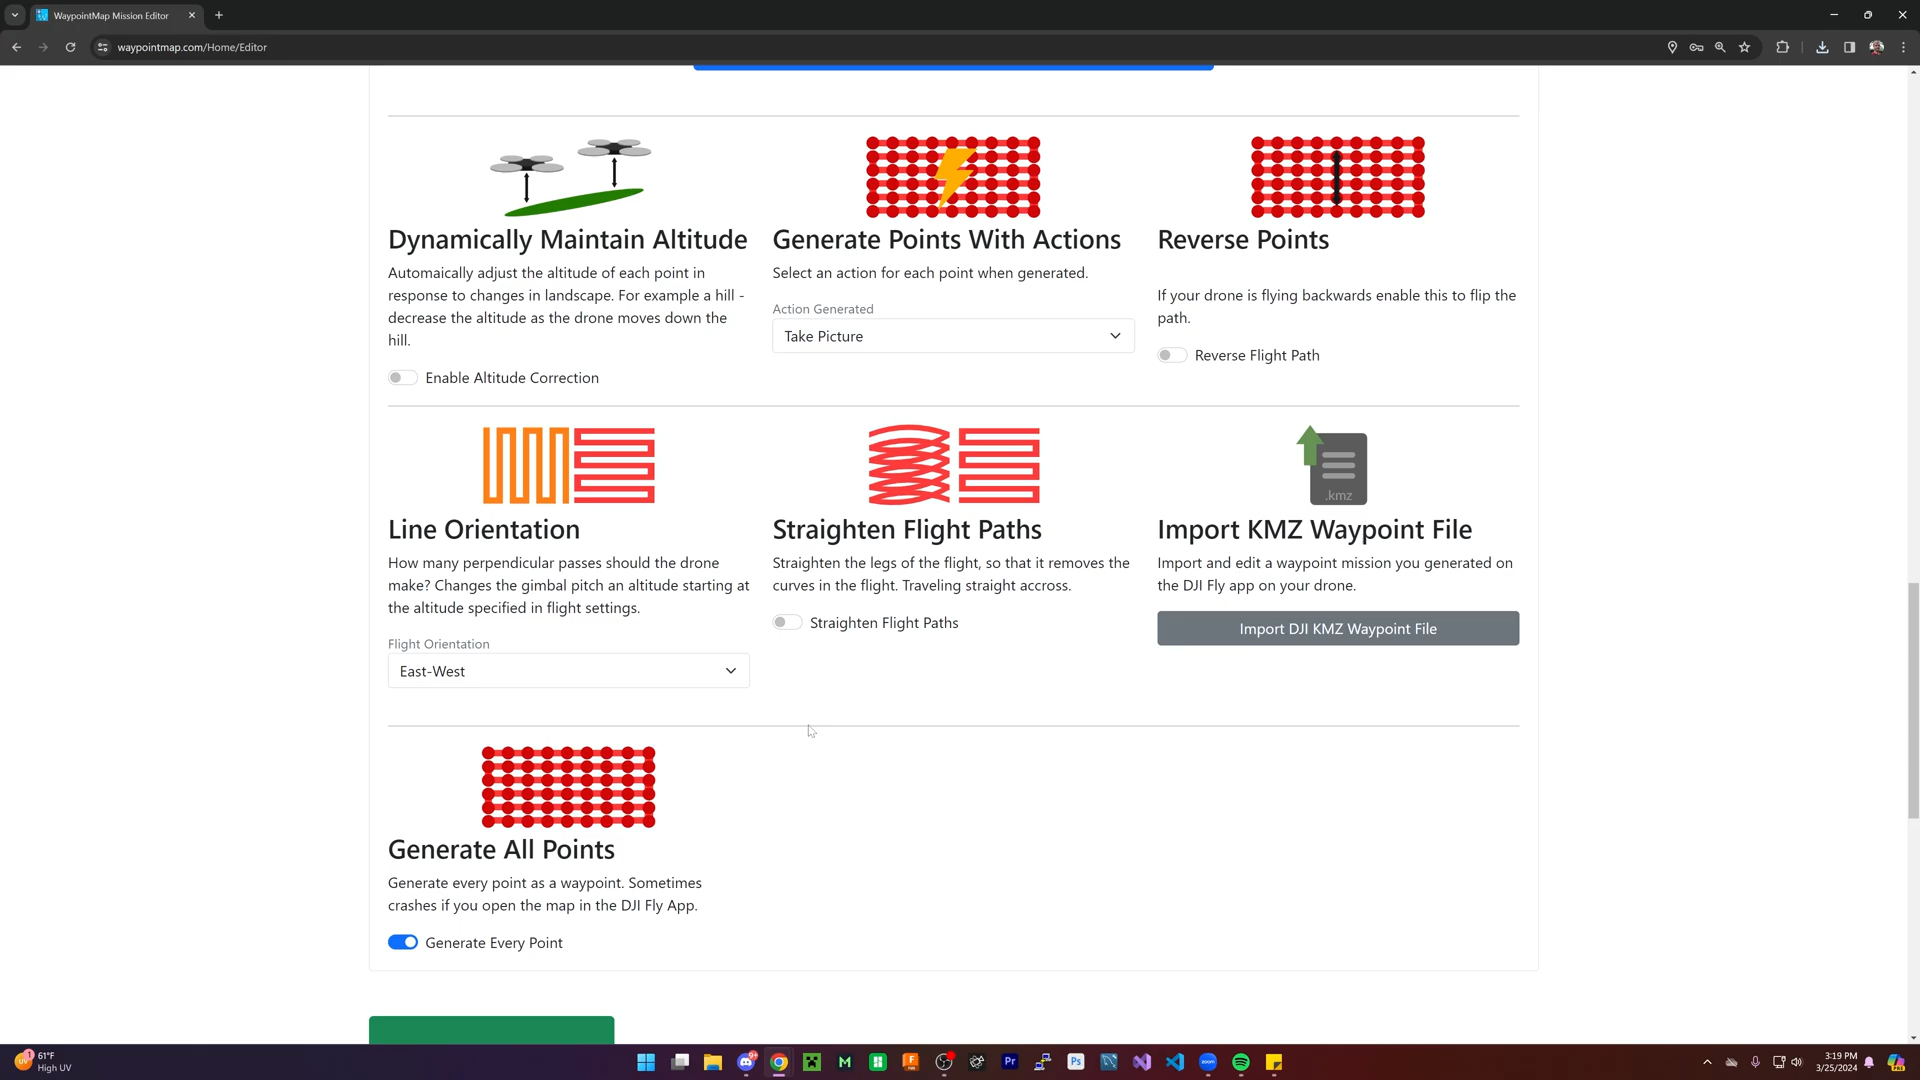 WaypointMap Mission Editor
waypointmap.com/Home/Editor
Dynamically Maintain Altitude
Automaically adjust the altitude of each point in
response to changes in landscape. For example a hill -
decrease the altitude as the drone moves down the
hill.
Enable Altitude Correction
Generate Points With Actions
Select an action for each point when generated.
Action Generated
Take Picture
Reverse Points
If your drone is flying backwards enable this to flip the
path.
Reverse Flight Path
Line Orientation
How many perpendicular passes should the drone
make? Changes the gimbal pitch an altitude starting at
the altitude specified in flight settings.
Flight Orientation
East-West
Straighten Flight Paths
Straighten the legs of the flight, so that it removes the
curves in the flight. Traveling straight accross.
Straighten Flight Paths
.kmz
Import KMZ Waypoint File
Import and edit a waypoint mission you generated on
the DJI Fly app on your drone.
Import DJI KMZ Waypoint File
Generate All Points
Generate every point as a waypoint. Sometimes
crashes if you open the map in the DJI Fly App.
Generate Every Point
61°F
High UV
M
Pr
Ps
zoom
3:19 PM
3/25/2024